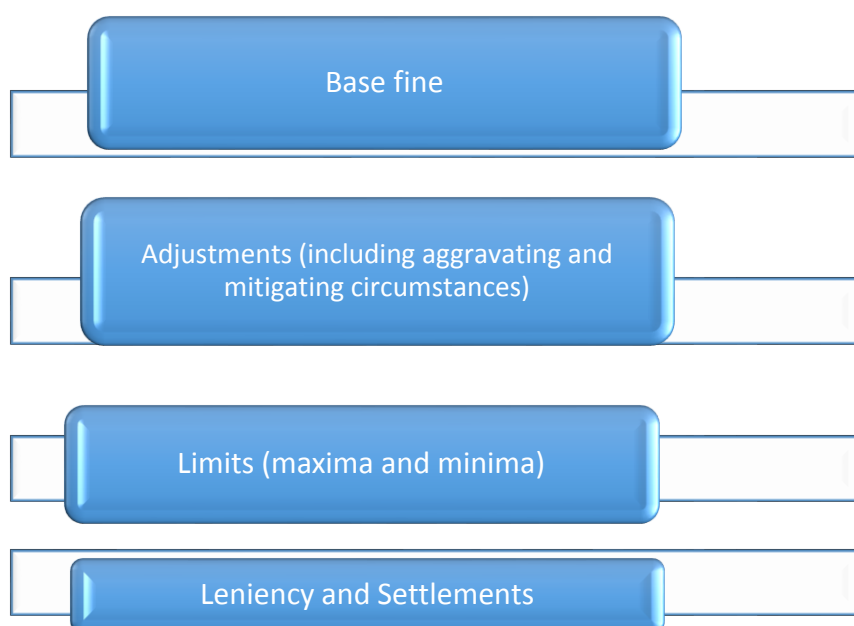 Base fine
Adjustments (including aggravating and
mitigating circumstances)
Limits (maxima and minima)
Leniency and Settlements